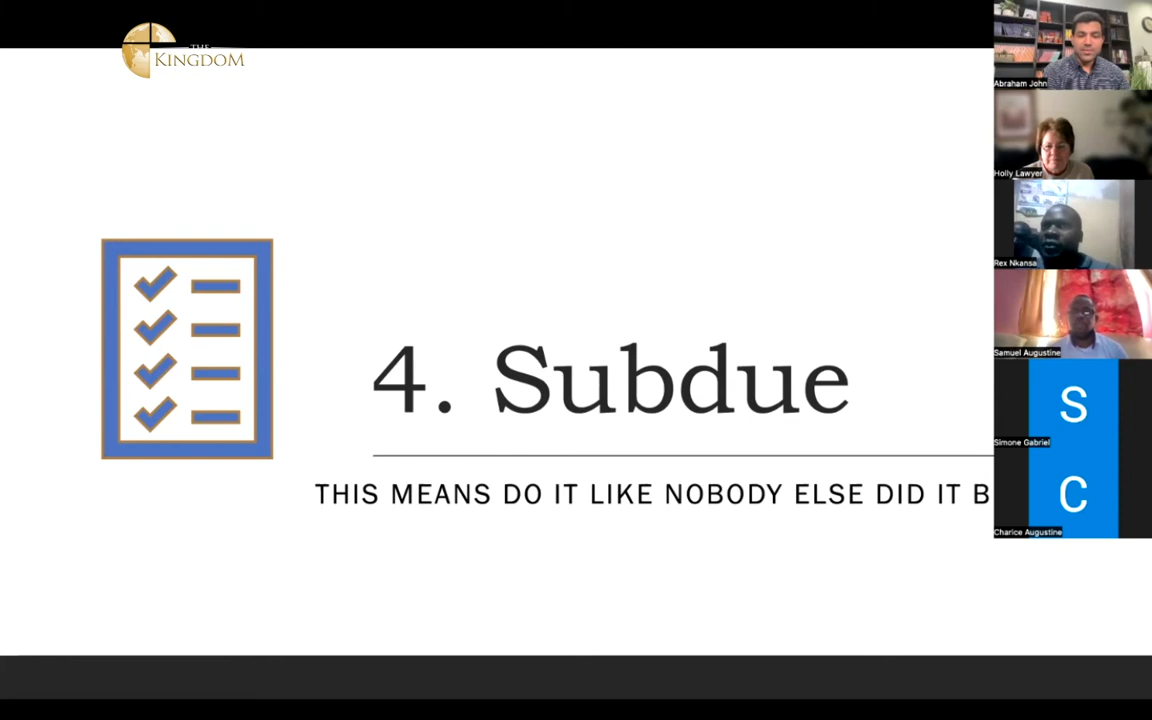 THE
KINGDOM
4. Subdue
THIS MEANS DO IT LIKE NOBODY ELSE DID IT B
Abraham John
Holly Lawyer
Rex Nkansa
Samuel Augustine
S
Simone Gabriel
C
Charice Augustine